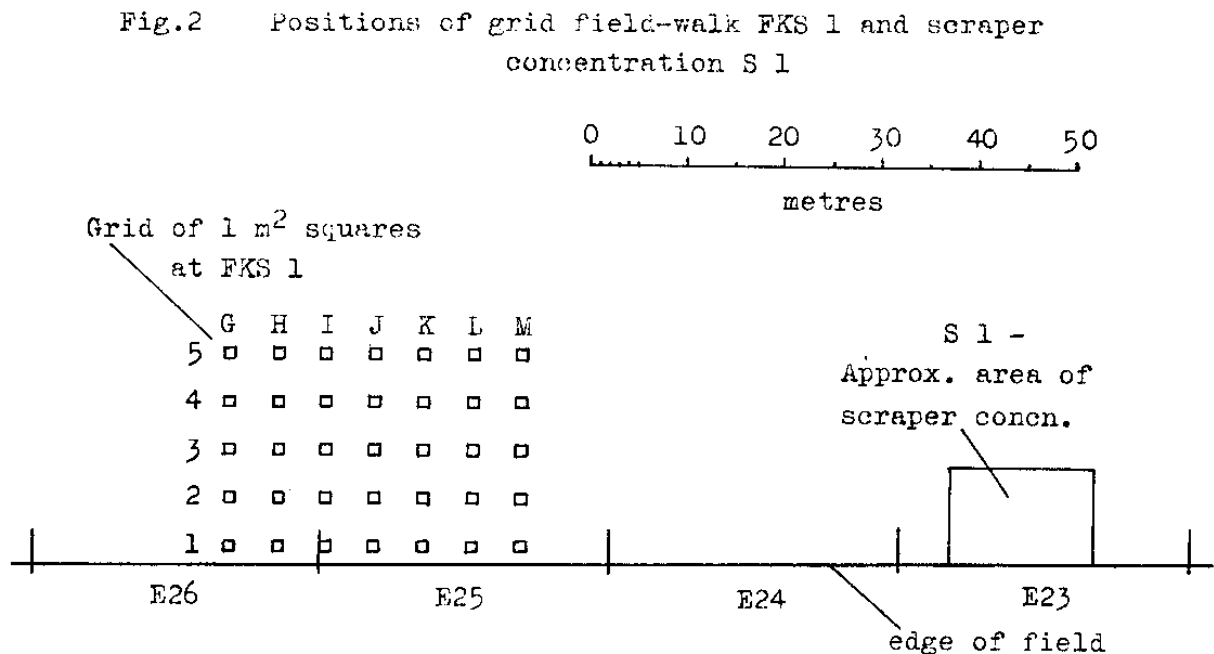 Fig.2 Positions of grid field-walk FKS 1 and scraper
concentration S 1
0 10 20 30 40 50
metres
Grid of 1 m² squares
at FKS 1
G H I J K L M
5
4
3
2
1
S 1 -
Approx. area of
scraper concn.
E26 E25 E24 E23
edge of field